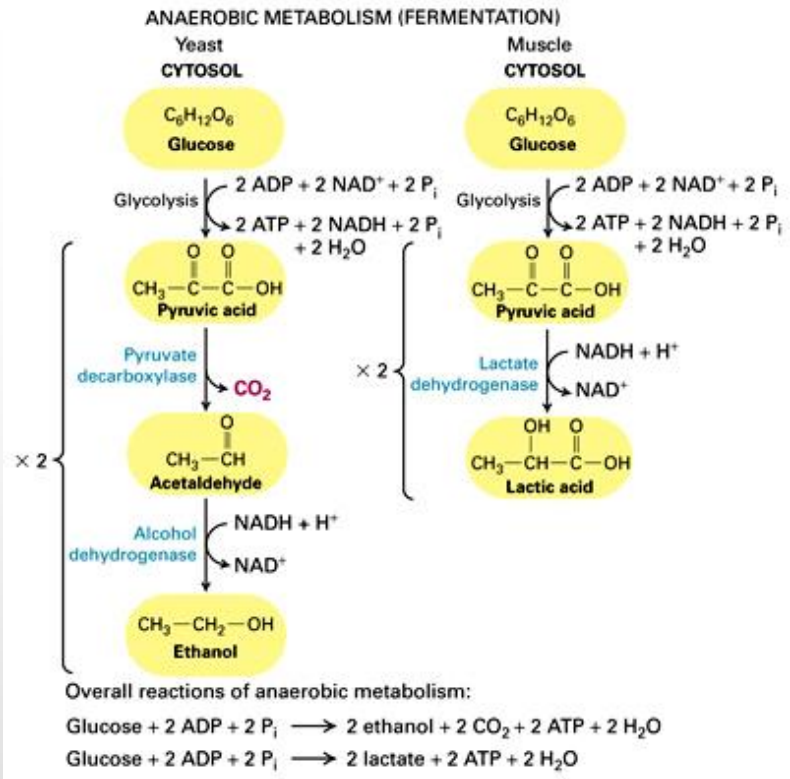 ANAEROBIC METABOLISM (FERMENTATION)
Yeast
CYTOSOL
C₆H₁₂O₆
Glucose
Glycolysis
2 ADP + 2 NAD⁺ + 2 Pᵢ
2 ATP + 2 NADH + 2 Pᵢ
+ 2 H₂O
O O
CH₃—C—C—OH
Pyruvic acid
Pyruvate
decarboxylase
CO₂
× 2
O
CH₃—CH
Acetaldehyde
Alcohol
dehydrogenase
NADH + H⁺
NAD⁺
CH₃—CH₂—OH
Ethanol
Muscle
CYTOSOL
C₆H₁₂O₆
Glucose
Glycolysis
2 ADP + 2 NAD⁺ + 2 Pᵢ
2 ATP + 2 NADH + 2 Pᵢ
+ 2 H₂O
O O
CH₃—C—C—OH
Pyruvic acid
× 2
Lactate
dehydrogenase
NADH + H⁺
NAD⁺
OH O
CH₃—CH—C—OH
Lactic acid
Overall reactions of anaerobic metabolism:
Glucose + 2 ADP + 2 Pᵢ ⟶ 2 ethanol + 2 CO₂ + 2 ATP + 2 H₂O
Glucose + 2 ADP + 2 Pᵢ ⟶ 2 lactate + 2 ATP + 2 H₂O